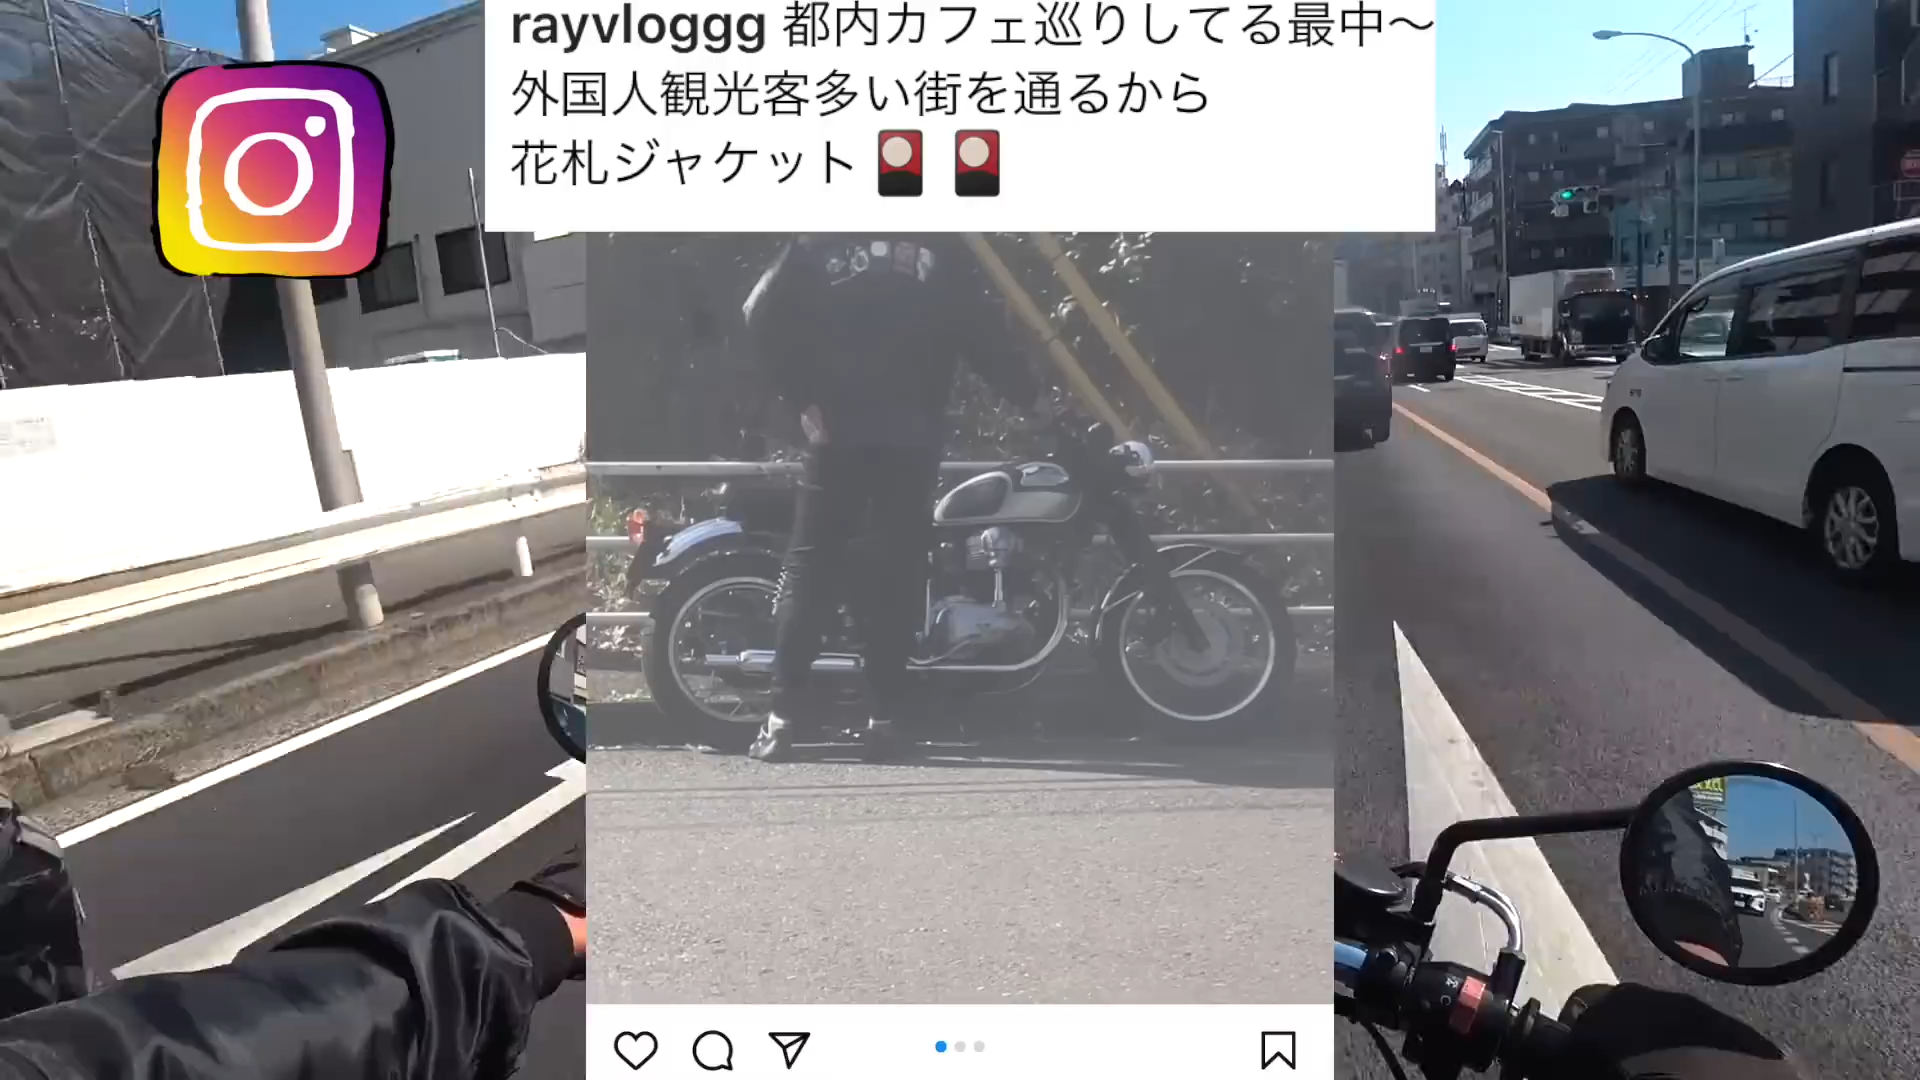 rayvloggg 都内カフェ巡りしてる最中〜
外国人観光客多い街を通るから
花札ジャケット🎴 🎴